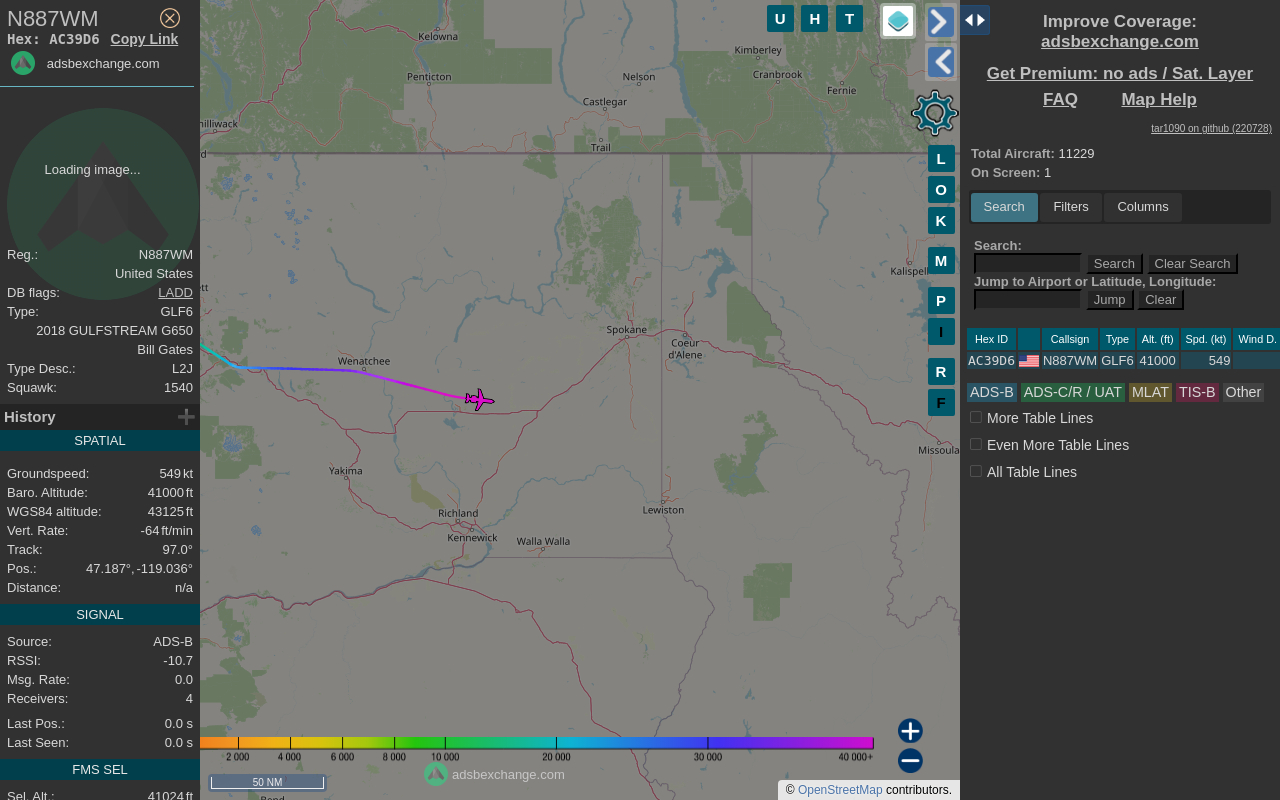 N887WM
Hex: AC39D6 Copy Link
adsbexchange.com
Loading image...
Reg.: N887WM
United States
DB flags: LADD
Type: GLF6
2018 GULFSTREAM G650
Bill Gates
Type Desc.: L2J
Squawk: 1540
History
SPATIAL
Groundspeed: 549 kt
Baro. Altitude: 41000 ft
WGS84 altitude: 43125 ft
Vert. Rate: -64 ft/min
Track: 97.0°
Pos.: 47.187°, -119.036°
Distance: n/a
SIGNAL
Source: ADS-B
RSSI: -10.7
Msg. Rate: 0.0
Receivers: 4
Last Pos.: 0.0 s
Last Seen: 0.0 s
FMS SEL
Sel. Alt.: 41024 ft
Kelowna
Penticton
Nelson
Kimberley
Cranbrook
Fernie
Castlegar
Trail
hilliwack
d
Kalispell
ett
Spokane
Coeur
d'Alene
Wenatchee
Yakima
Missoula
Richland
Kennewick
Walla Walla
Lewiston
Bend
U H T
L
O
K
M
P
I
R
F
2 000 4 000 6 000 8 000 10 000 20 000 30 000 40 000+
adsbexchange.com
50 NM
© OpenStreetMap contributors.
Improve Coverage:
adsbexchange.com
Get Premium: no ads / Sat. Layer
FAQ Map Help
tar1090 on github (220728)
Total Aircraft: 11229
On Screen: 1
Search Filters Columns
Search:
Search Clear Search
Jump to Airport or Latitude, Longitude:
Jump Clear
Hex ID Callsign Type Alt. (ft) Spd. (kt) Wind D.
AC39D6 N887WM GLF6 41000 549
ADS-B ADS-C/R / UAT MLAT TIS-B Other
More Table Lines
Even More Table Lines
All Table Lines